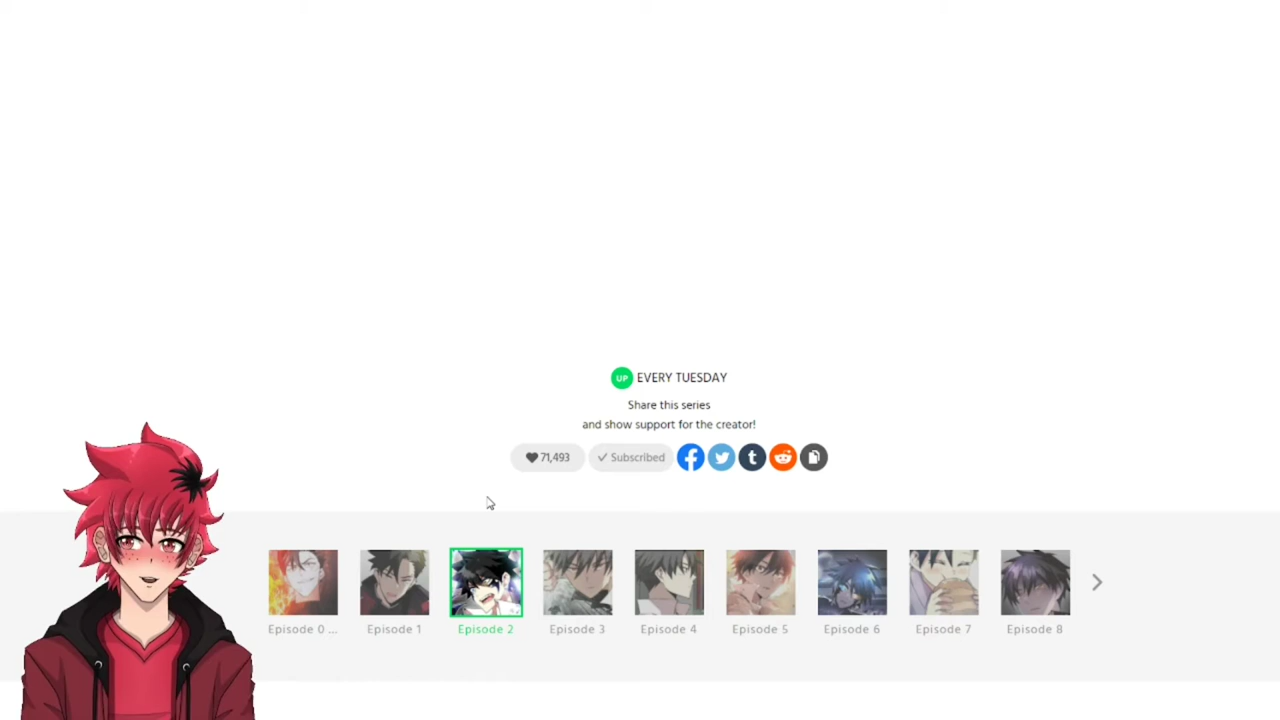 UP EVERY TUESDAY
Share this series
and show support for the creator!
71,493 Subscribed
Episode 0 ... Episode 1 Episode 2 Episode 3 Episode 4 Episode 5 Episode 6 Episode 7 Episode 8